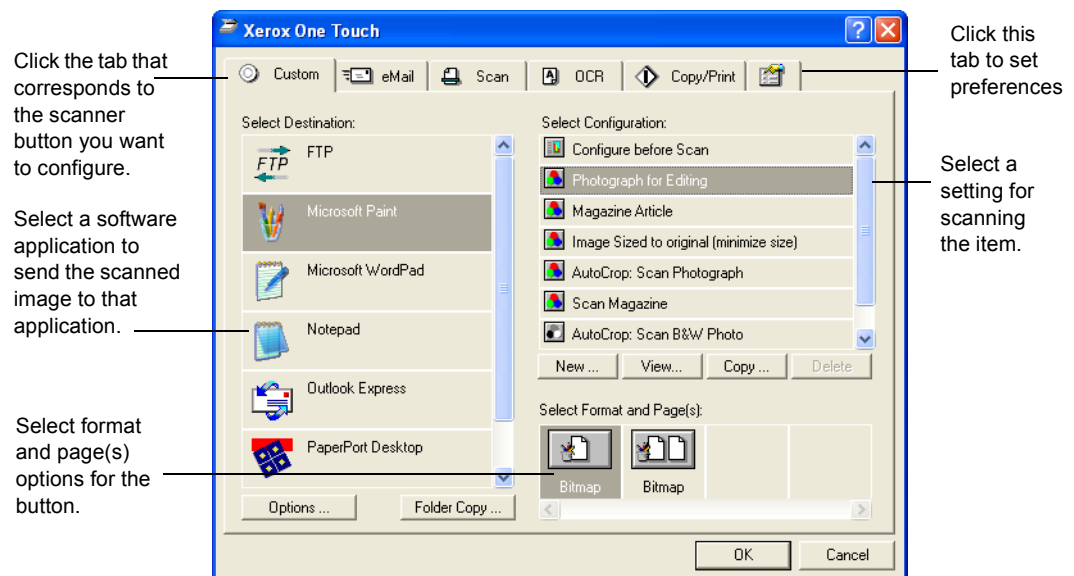 Xerox One Touch
Click the tab that
corresponds to
the scanner
button you want
to configure.
Click this
tab to set
preferences
Custom
eMail
Scan
OCR
Copy/Print
Select Destination:
FTP
FTP
Microsoft Paint
Microsoft WordPad
Notepad
Outlook Express
PaperPort Desktop
Options ...
Folder Copy ...
Select a software
application to
send the scanned
image to that
application.
Select format
and page(s)
options for the
button.
Select Configuration:
Configure before Scan
Photograph for Editing
Magazine Article
Image Sized to original (minimize size)
AutoCrop: Scan Photograph
Scan Magazine
AutoCrop: Scan B&W Photo
New ...
View...
Copy ...
Delete
Select a
setting for
scanning
the item.
Select Format and Page(s):
Bitmap
Bitmap
OK
Cancel